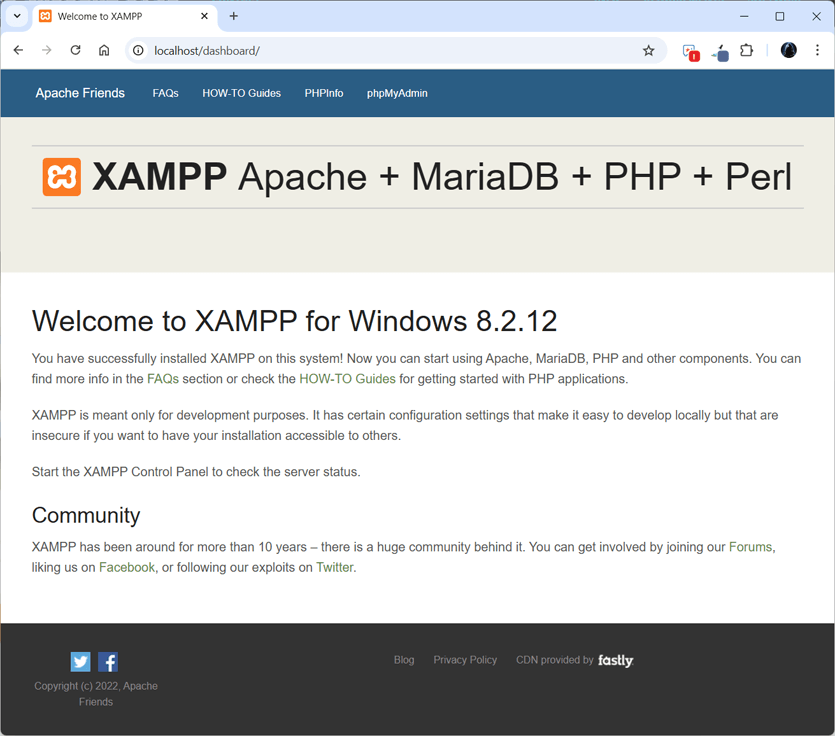 Welcome to XAMPP
localhost/dashboard/
Apache Friends FAQs HOW-TO Guides PHPInfo phpMyAdmin
XAMPP Apache + MariaDB + PHP + Perl
Welcome to XAMPP for Windows 8.2.12
You have successfully installed XAMPP on this system! Now you can start using Apache, MariaDB, PHP and other components. You can
find more info in the FAQs section or check the HOW-TO Guides for getting started with PHP applications.
XAMPP is meant only for development purposes. It has certain configuration settings that make it easy to develop locally but that are
insecure if you want to have your installation accessible to others.
Start the XAMPP Control Panel to check the server status.
Community
XAMPP has been around for more than 10 years – there is a huge community behind it. You can get involved by joining our Forums,
liking us on Facebook, or following our exploits on Twitter.
Blog Privacy Policy CDN provided by fastly
Copyright (c) 2022, Apache
Friends